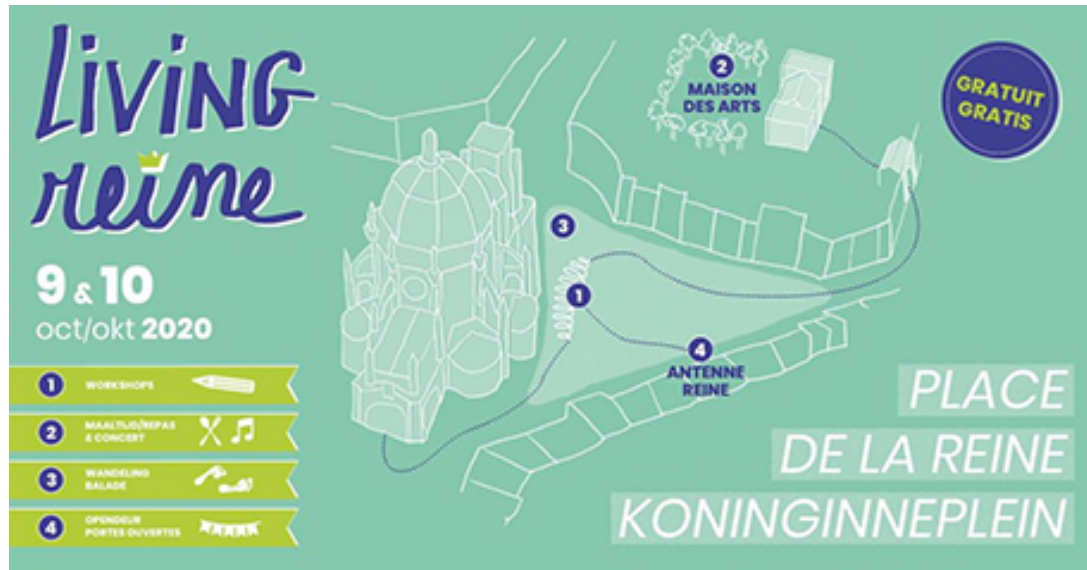 LiViNG
reine
9 & 10
oct/okt 2020
1 WORKSHOPS
2 MAALTIJD/REPAS
& CONCERT
3 WANDELING
BALADE
4 OPENDEUR
PORTES OUVERTES
2
MAISON
DES ARTS
GRATUIT
GRATIS
3
1
4
ANTENNE
REINE
PLACE
DE LA REINE
KONINGINNEPLEIN